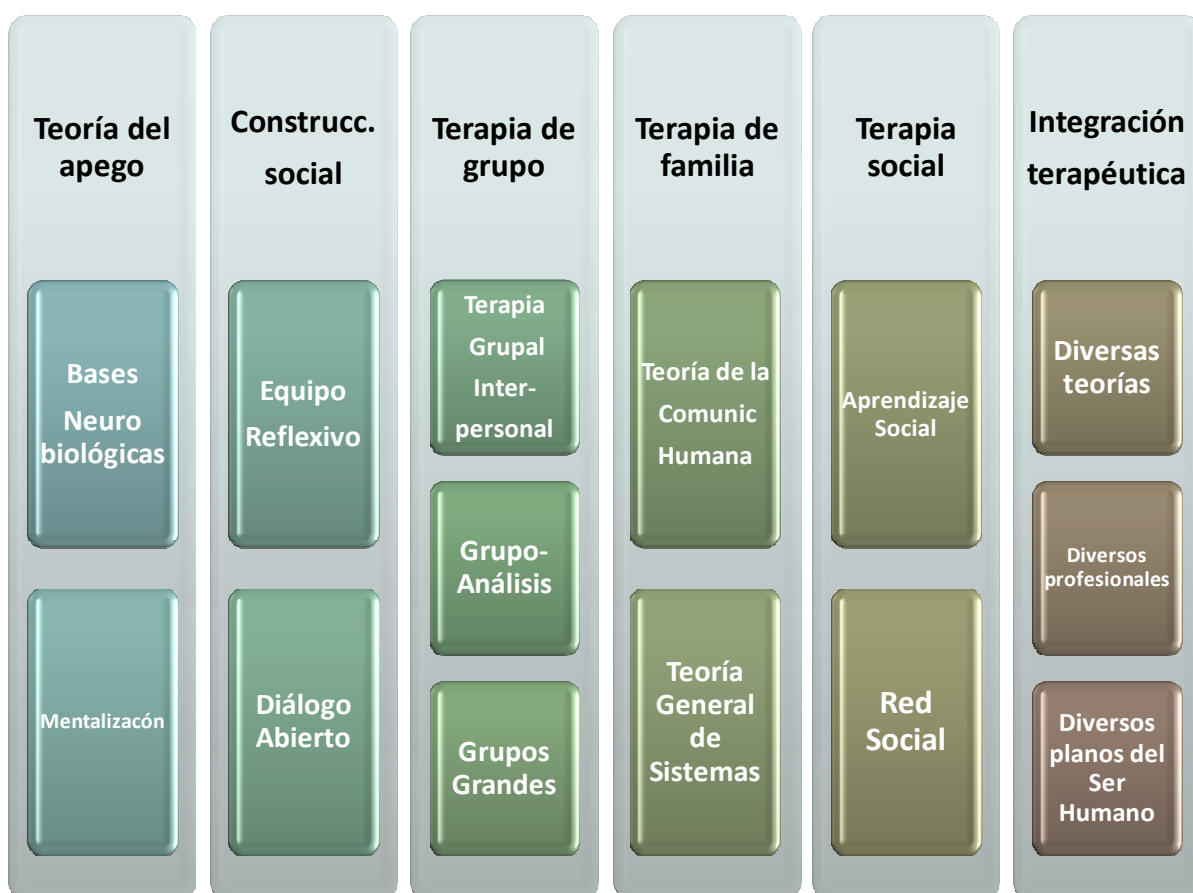 Teoría del
apego
Bases
Neuro
biológicas
Mentalizacón
Construcc.
social
Equipo
Reflexivo
Diálogo
Abierto
Terapia de
grupo
Terapia
Grupal
Inter-
personal
Grupo-
Análisis
Grupos
Grandes
Terapia de
familia
Teoría de la
Comunic
Humana
Teoría
General
de
Sistemas
Terapia
social
Aprendizaje
Social
Red
Social
Integración
terapéutica
Diversas
teorías
Diversos
profesionales
Diversos
planos del
Ser
Humano